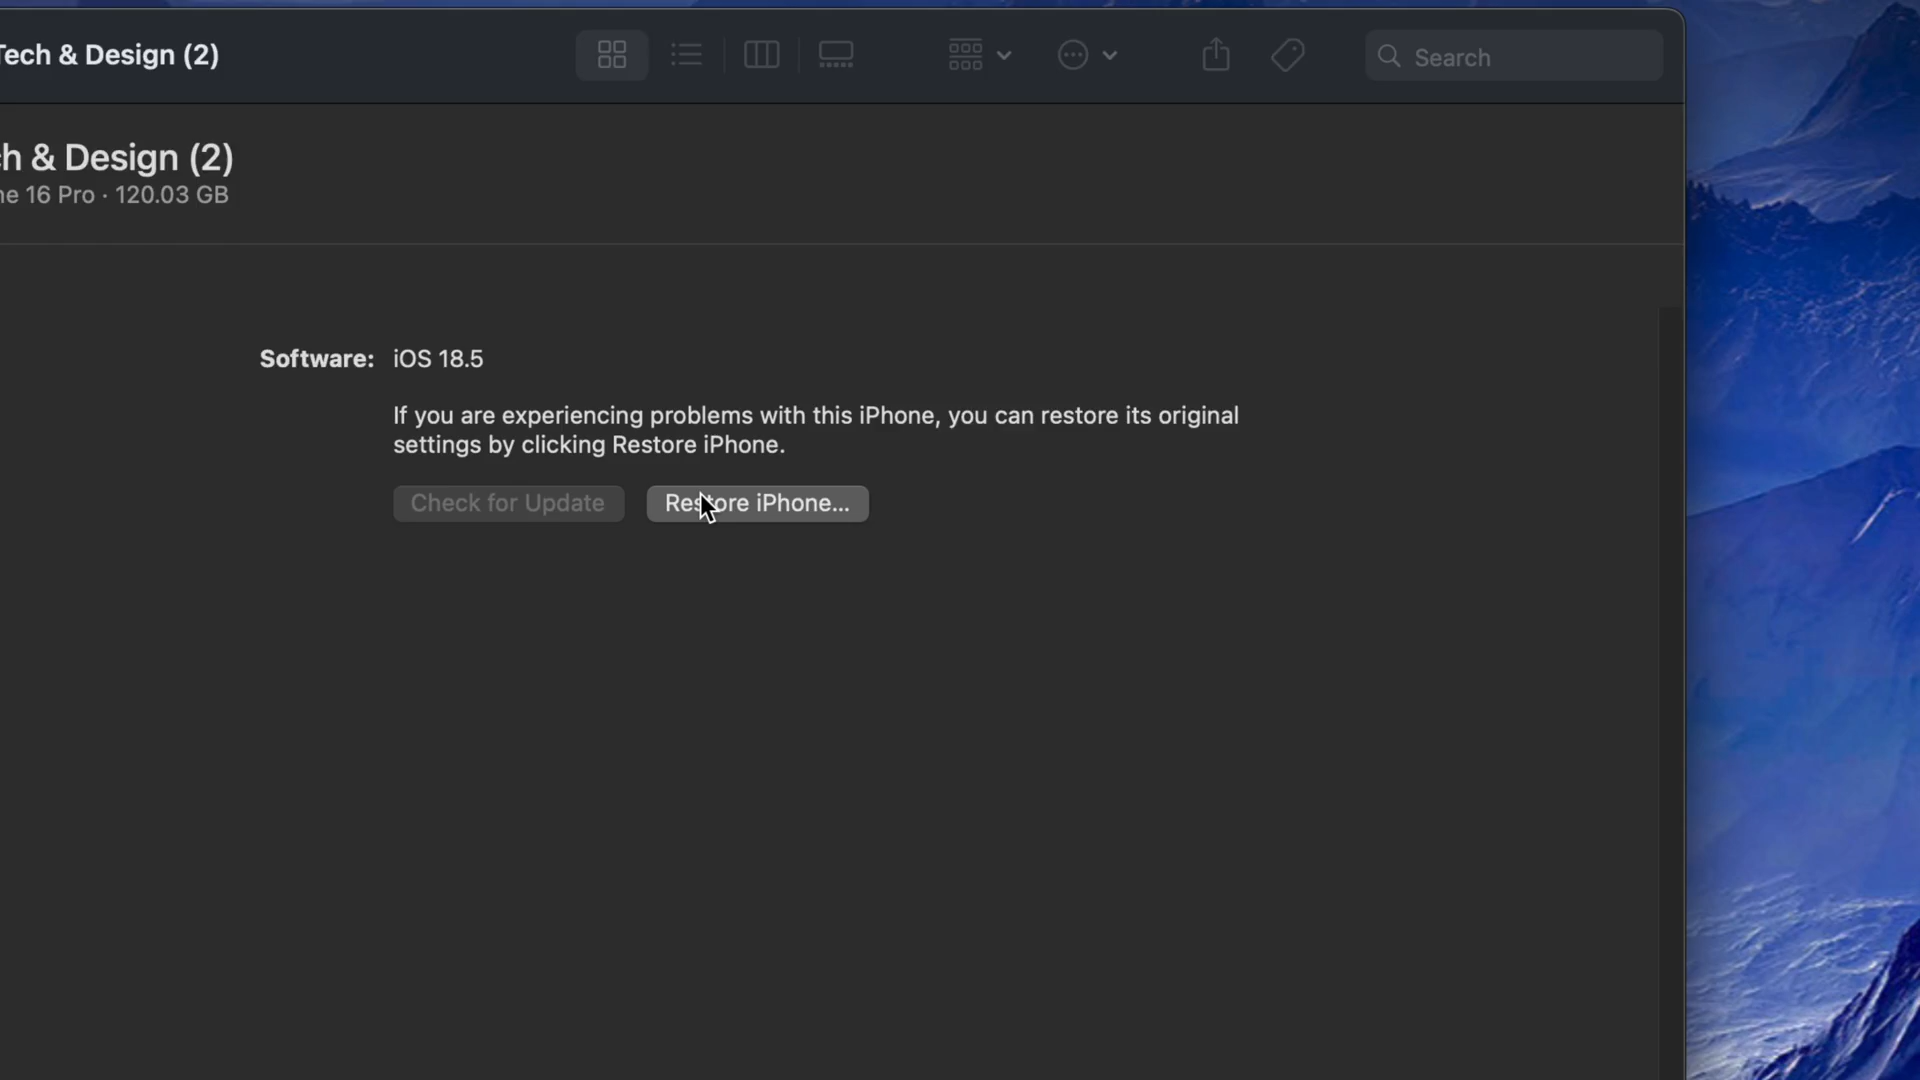 Tech & Design (2)
Search
ch & Design (2)
ne 16 Pro · 120.03 GB
Software: iOS 18.5
If you are experiencing problems with this iPhone, you can restore its original
settings by clicking Restore iPhone.
Check for Update
Restore iPhone...